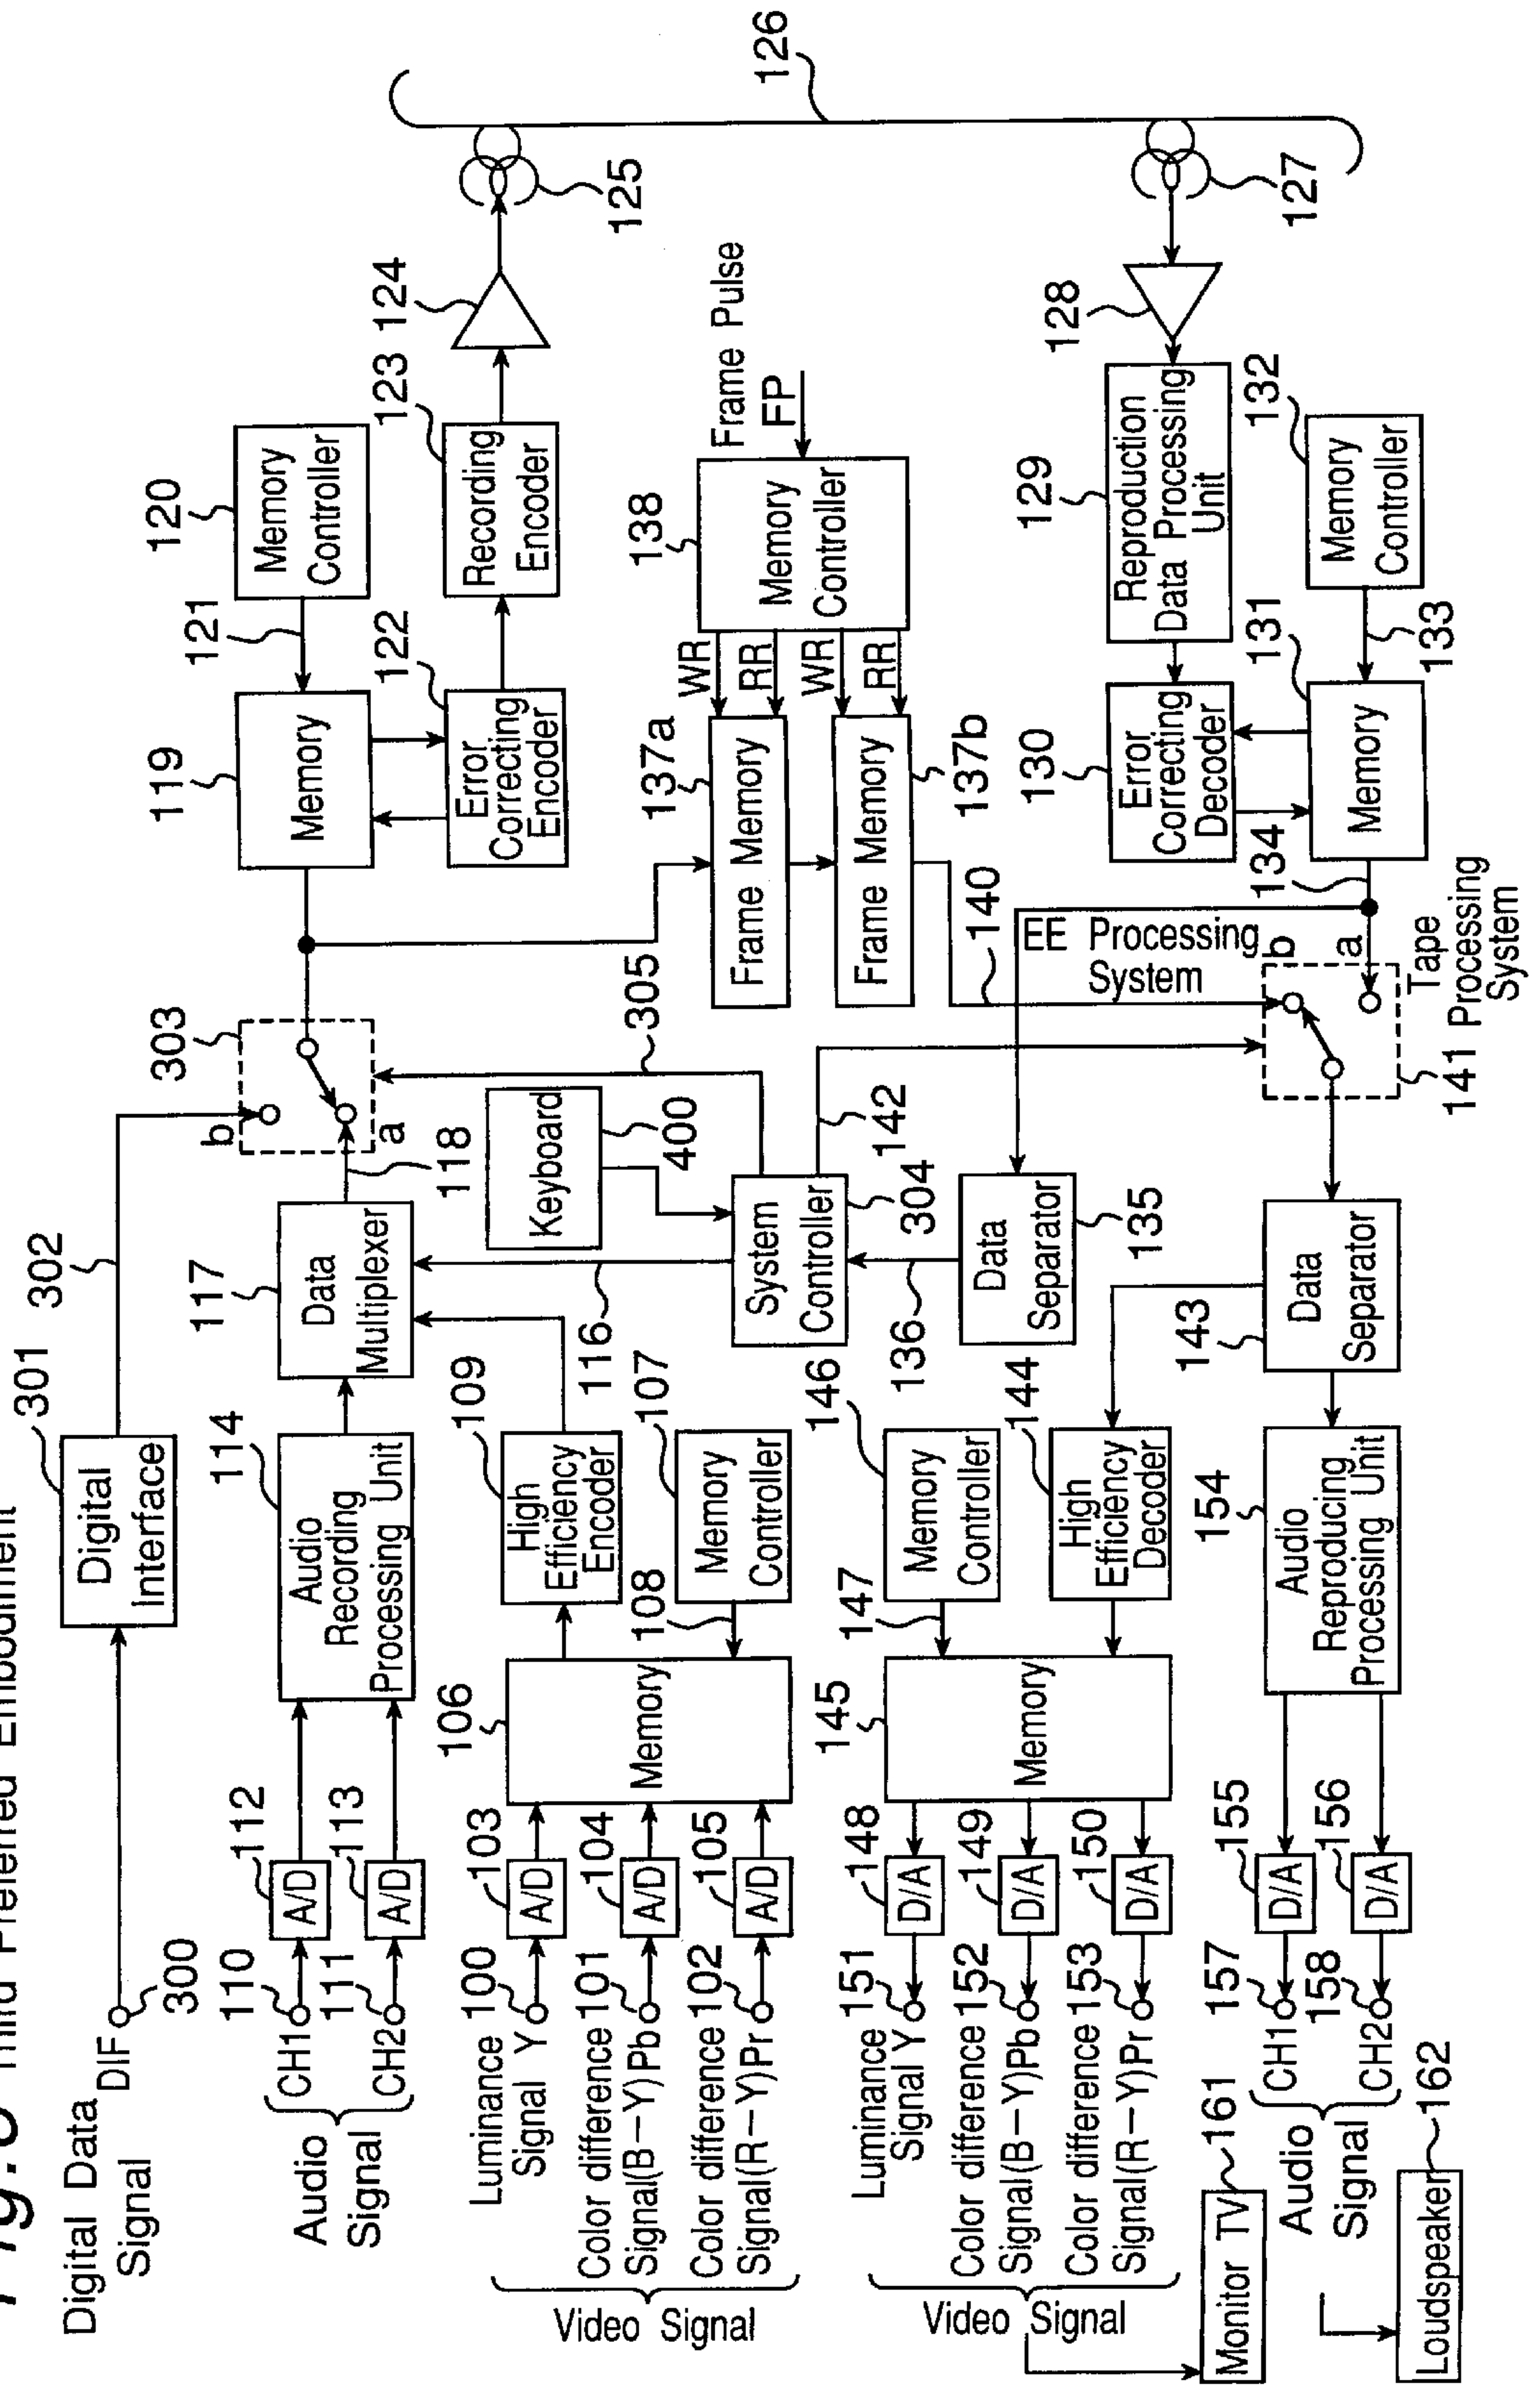 Third Preferred Embodiment
Digital Data
Signal
DIF
300
301
Digital
Interface
302
Audio
Signal
CH1
CH2
110
111
112
113
A/D
A/D
114
Audio
Recording
Processing Unit
117
Data
Multiplexer
118
303
b
a
305
119
Memory
121
120
Memory
Controller
122
Error
Correcting
Encoder
123
Recording
Encoder
124
125
126
Video Signal
Luminance
Signal Y
100
Color difference
Signal(B-Y)Pb
101
Color difference
Signal(R-Y)Pr
102
103
A/D
104
A/D
105
A/D
106
Memory
109
High
Efficiency
Encoder
107
Memory
Controller
108
116
Keyboard
400
System
Controller
304
142
136
Data
Separator
135
137a
Frame Memory
137b
Frame Memory
WR
RR
WR
RR
138
Memory
Controller
Frame Pulse
FP
140
EE Processing
System
Video Signal
Luminance
Signal Y
151
Color difference
Signal(B-Y)Pb
152
Color difference
Signal(R-Y)Pr
153
148
D/A
149
D/A
150
D/A
145
Memory
147
146
Memory
Controller
144
High
Efficiency
Decoder
143
Data
Separator
141
b
a
Tape
Processing
System
134
130
Error
Correcting
Decoder
131
Memory
133
132
Memory
Controller
129
Reproduction
Data Processing
Unit
128
127
154
Audio
Reproducing
Processing Unit
155
D/A
156
D/A
157
158
CH1
CH2
Audio
Signal
161
Monitor TV
162
Loudspeaker